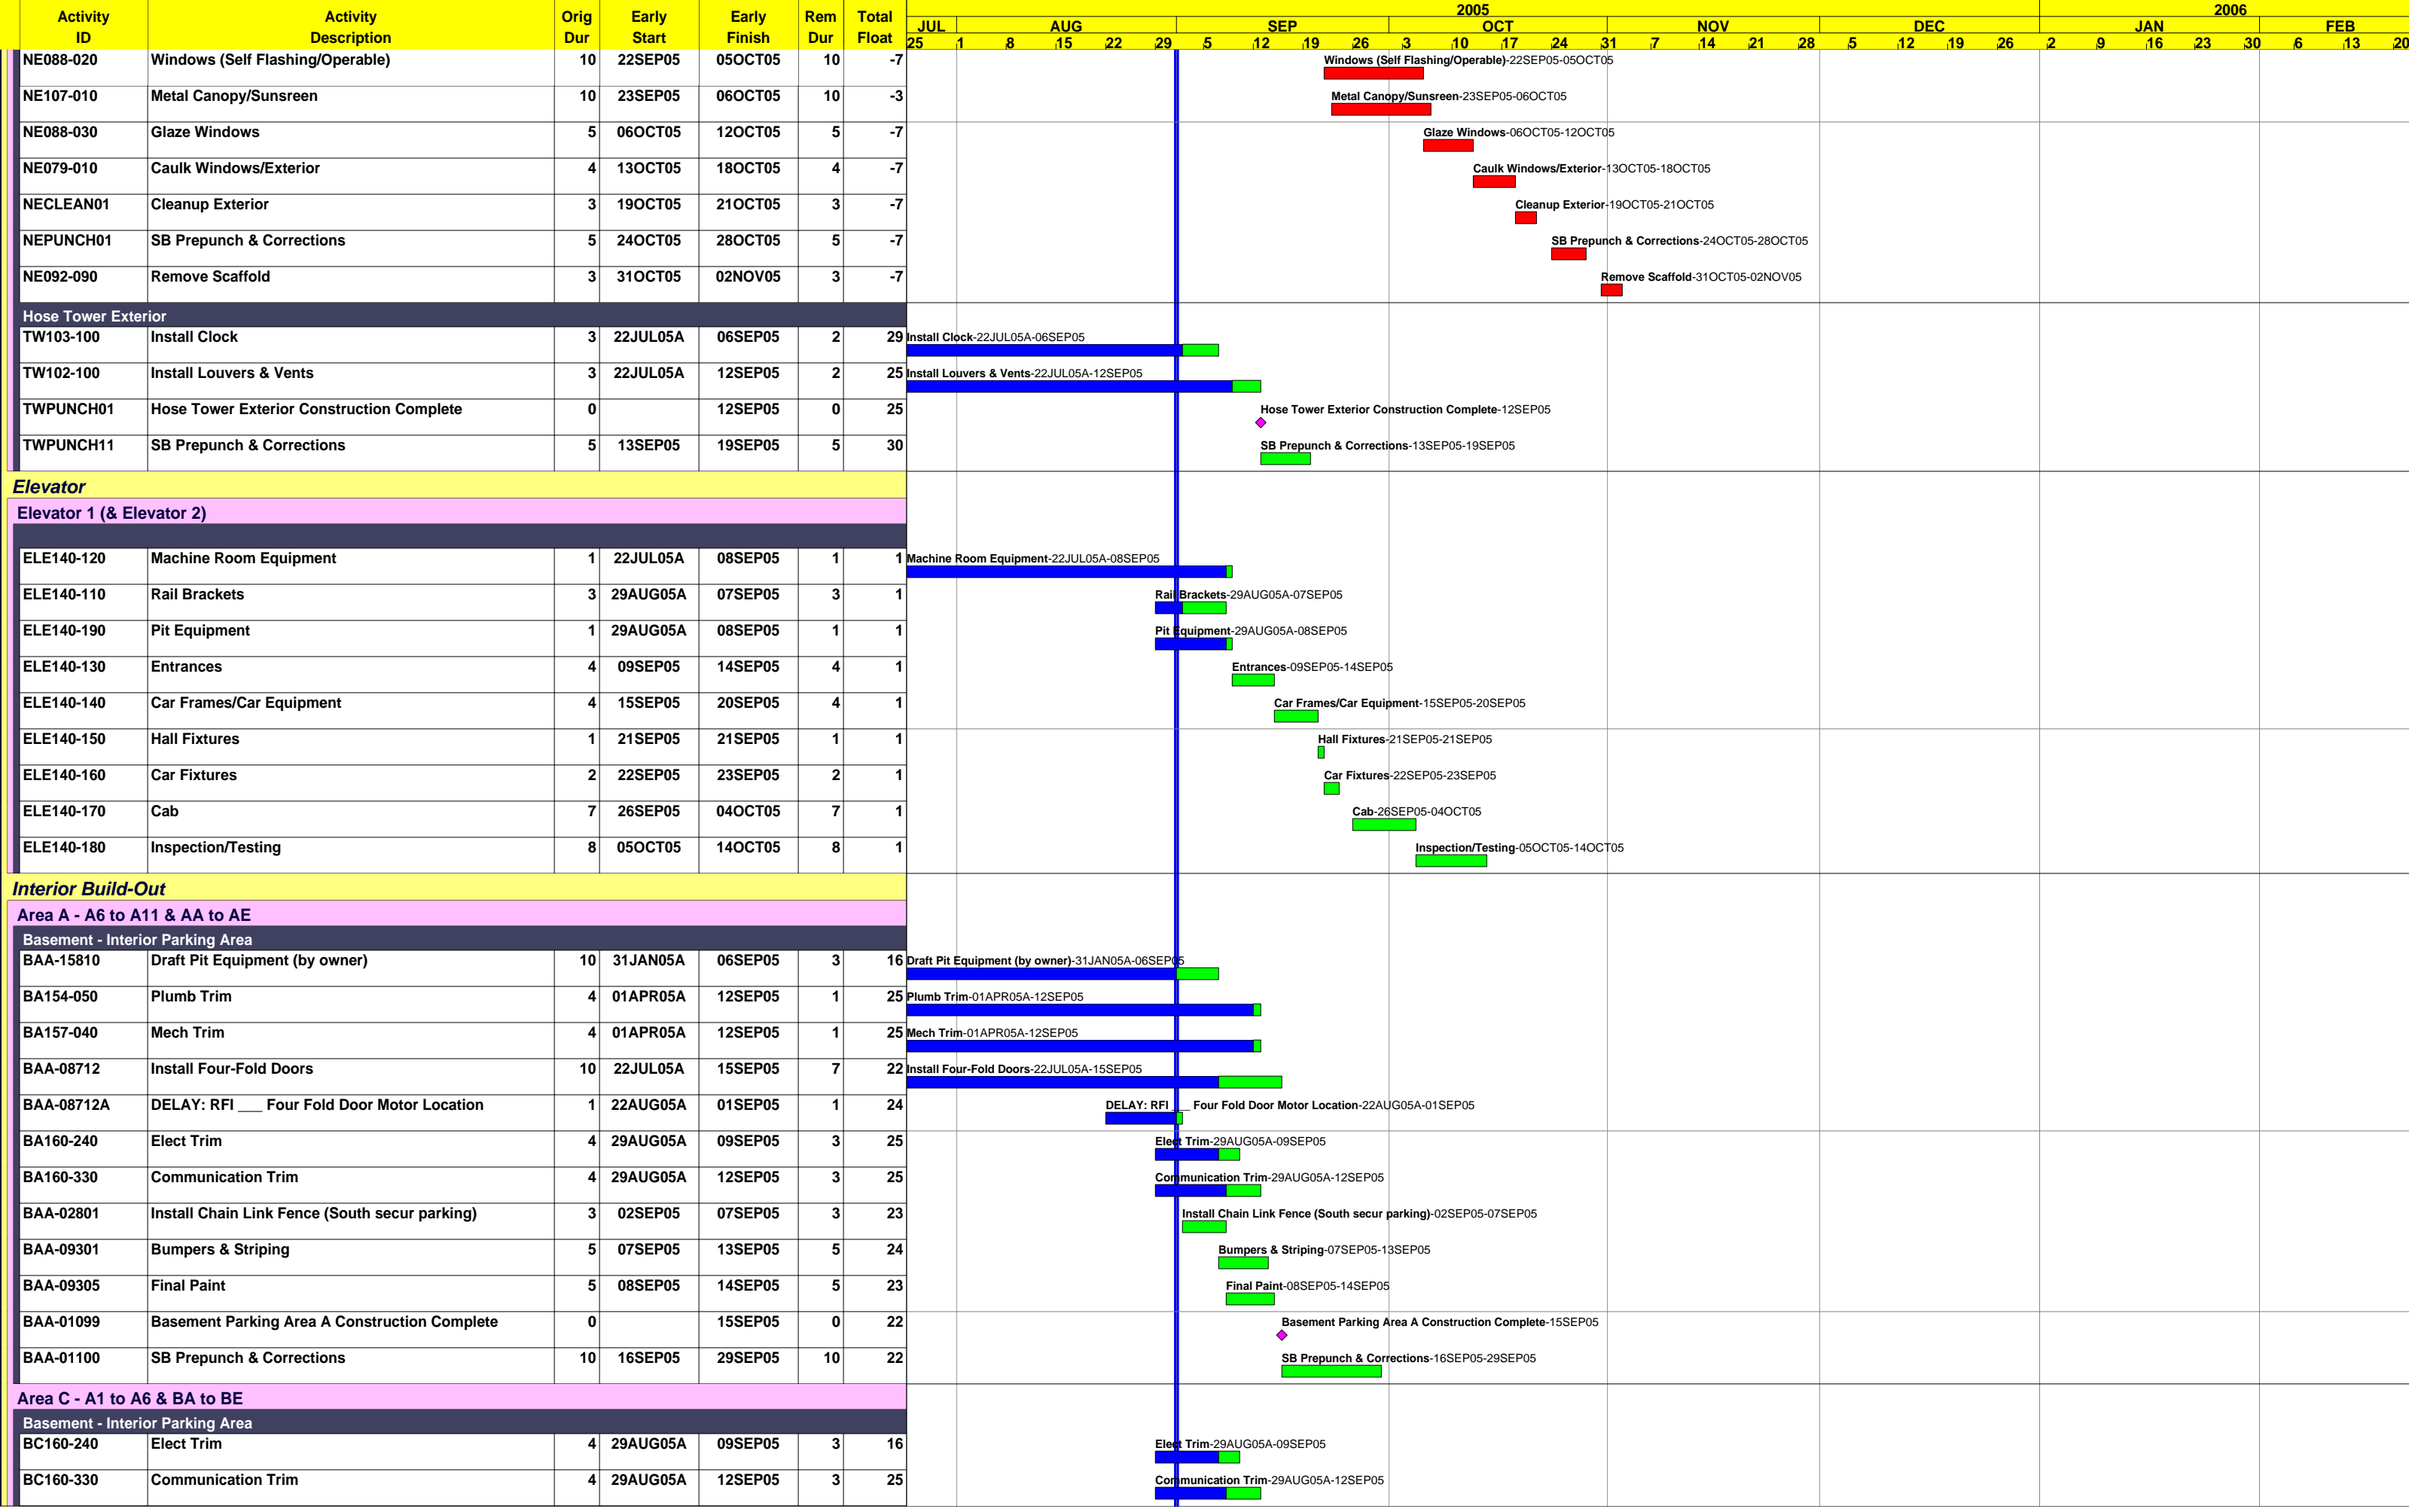 Activity ID Activity Description Orig Dur Early Start Early Finish Rem Dur Total Float
2005 2006
JUL AUG SEP OCT NOV DEC JAN FEB
25 1 8 15 22 29 5 12 19 26 3 10 17 24 31 7 14 21 28 5 12 19 26 2 9 16 23 30 6 13 20
NE088-020 Windows (Self Flashing/Operable) 10 22SEP05 05OCT05 10 -7 Windows (Self Flashing/Operable)-22SEP05-05OCT05
NE107-010 Metal Canopy/Sunsreen 10 23SEP05 06OCT05 10 -3 Metal Canopy/Sunsreen-23SEP05-06OCT05
NE088-030 Glaze Windows 5 06OCT05 12OCT05 5 -7 Glaze Windows-06OCT05-12OCT05
NE079-010 Caulk Windows/Exterior 4 13OCT05 18OCT05 4 -7 Caulk Windows/Exterior-13OCT05-18OCT05
NECLEAN01 Cleanup Exterior 3 19OCT05 21OCT05 3 -7 Cleanup Exterior-19OCT05-21OCT05
NEPUNCH01 SB Prepunch & Corrections 5 24OCT05 28OCT05 5 -7 SB Prepunch & Corrections-24OCT05-28OCT05
NE092-090 Remove Scaffold 3 31OCT05 02NOV05 3 -7 Remove Scaffold-31OCT05-02NOV05
Hose Tower Exterior
TW103-100 Install Clock 3 22JUL05A 06SEP05 2 29 Install Clock-22JUL05A-06SEP05
TW102-100 Install Louvers & Vents 3 22JUL05A 12SEP05 2 25 Install Louvers & Vents-22JUL05A-12SEP05
TWPUNCH01 Hose Tower Exterior Construction Complete 0 12SEP05 0 25 Hose Tower Exterior Construction Complete-12SEP05
TWPUNCH11 SB Prepunch & Corrections 5 13SEP05 19SEP05 5 30 SB Prepunch & Corrections-13SEP05-19SEP05
Elevator
Elevator 1 (& Elevator 2)
ELE140-120 Machine Room Equipment 1 22JUL05A 08SEP05 1 1 Machine Room Equipment-22JUL05A-08SEP05
ELE140-110 Rail Brackets 3 29AUG05A 07SEP05 3 1 Rail Brackets-29AUG05A-07SEP05
ELE140-190 Pit Equipment 1 29AUG05A 08SEP05 1 1 Pit Equipment-29AUG05A-08SEP05
ELE140-130 Entrances 4 09SEP05 14SEP05 4 1 Entrances-09SEP05-14SEP05
ELE140-140 Car Frames/Car Equipment 4 15SEP05 20SEP05 4 1 Car Frames/Car Equipment-15SEP05-20SEP05
ELE140-150 Hall Fixtures 1 21SEP05 21SEP05 1 1 Hall Fixtures-21SEP05-21SEP05
ELE140-160 Car Fixtures 2 22SEP05 23SEP05 2 1 Car Fixtures-22SEP05-23SEP05
ELE140-170 Cab 7 26SEP05 04OCT05 7 1 Cab-26SEP05-04OCT05
ELE140-180 Inspection/Testing 8 05OCT05 14OCT05 8 1 Inspection/Testing-05OCT05-14OCT05
Interior Build-Out
Area A - A6 to A11 & AA to AE
Basement - Interior Parking Area
BAA-15810 Draft Pit Equipment (by owner) 10 31JAN05A 06SEP05 3 16 Draft Pit Equipment (by owner)-31JAN05A-06SEP05
BA154-050 Plumb Trim 4 01APR05A 12SEP05 1 25 Plumb Trim-01APR05A-12SEP05
BA157-040 Mech Trim 4 01APR05A 12SEP05 1 25 Mech Trim-01APR05A-12SEP05
BAA-08712 Install Four-Fold Doors 10 22JUL05A 15SEP05 7 22 Install Four-Fold Doors-22JUL05A-15SEP05
BAA-08712A DELAY: RFI ___ Four Fold Door Motor Location 1 22AUG05A 01SEP05 1 24 DELAY: RFI ___ Four Fold Door Motor Location-22AUG05A-01SEP05
BA160-240 Elect Trim 4 29AUG05A 09SEP05 3 25 Elect Trim-29AUG05A-09SEP05
BA160-330 Communication Trim 4 29AUG05A 12SEP05 3 25 Communication Trim-29AUG05A-12SEP05
BAA-02801 Install Chain Link Fence (South secur parking) 3 02SEP05 07SEP05 3 23 Install Chain Link Fence (South secur parking)-02SEP05-07SEP05
BAA-09301 Bumpers & Striping 5 07SEP05 13SEP05 5 24 Bumpers & Striping-07SEP05-13SEP05
BAA-09305 Final Paint 5 08SEP05 14SEP05 5 23 Final Paint-08SEP05-14SEP05
BAA-01099 Basement Parking Area A Construction Complete 0 15SEP05 0 22 Basement Parking Area A Construction Complete-15SEP05
BAA-01100 SB Prepunch & Corrections 10 16SEP05 29SEP05 10 22 SB Prepunch & Corrections-16SEP05-29SEP05
Area C - A1 to A6 & BA to BE
Basement - Interior Parking Area
BC160-240 Elect Trim 4 29AUG05A 09SEP05 3 16 Elect Trim-29AUG05A-09SEP05
BC160-330 Communication Trim 4 29AUG05A 12SEP05 3 25 Communication Trim-29AUG05A-12SEP05